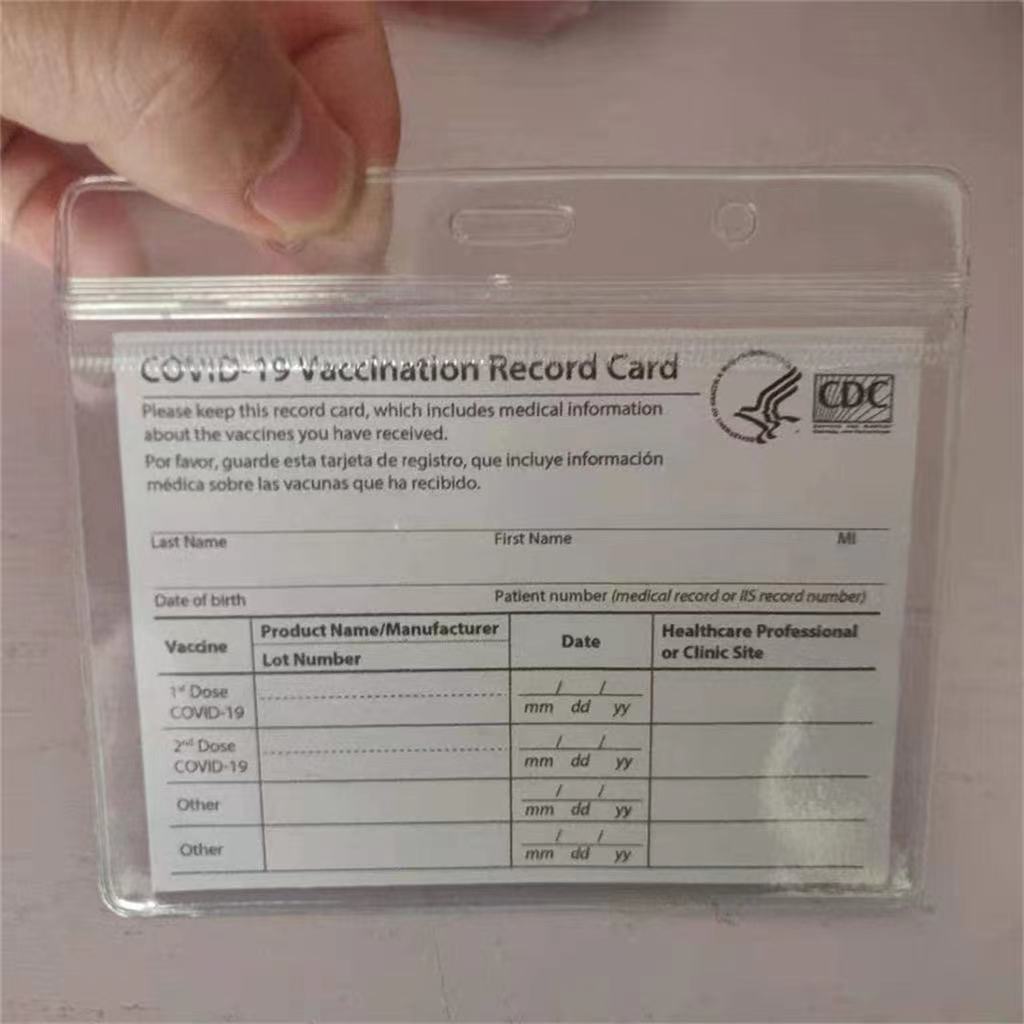 COVID-19 Vaccination Record Card
CDC
Please keep this record card, which includes medical information
about the vaccines you have received.
Por favor, guarde esta tarjeta de registro, que incluye información
médica sobre las vacunas que ha recibido.
Last Name First Name MI
Date of birth Patient number (medical record or IIS record number)
Vaccine Product Name/Manufacturer Date Healthcare Professional
Lot Number or Clinic Site
1st Dose
COVID-19 mm dd yy
2nd Dose
COVID-19 mm dd yy
Other mm dd yy
Other mm dd yy